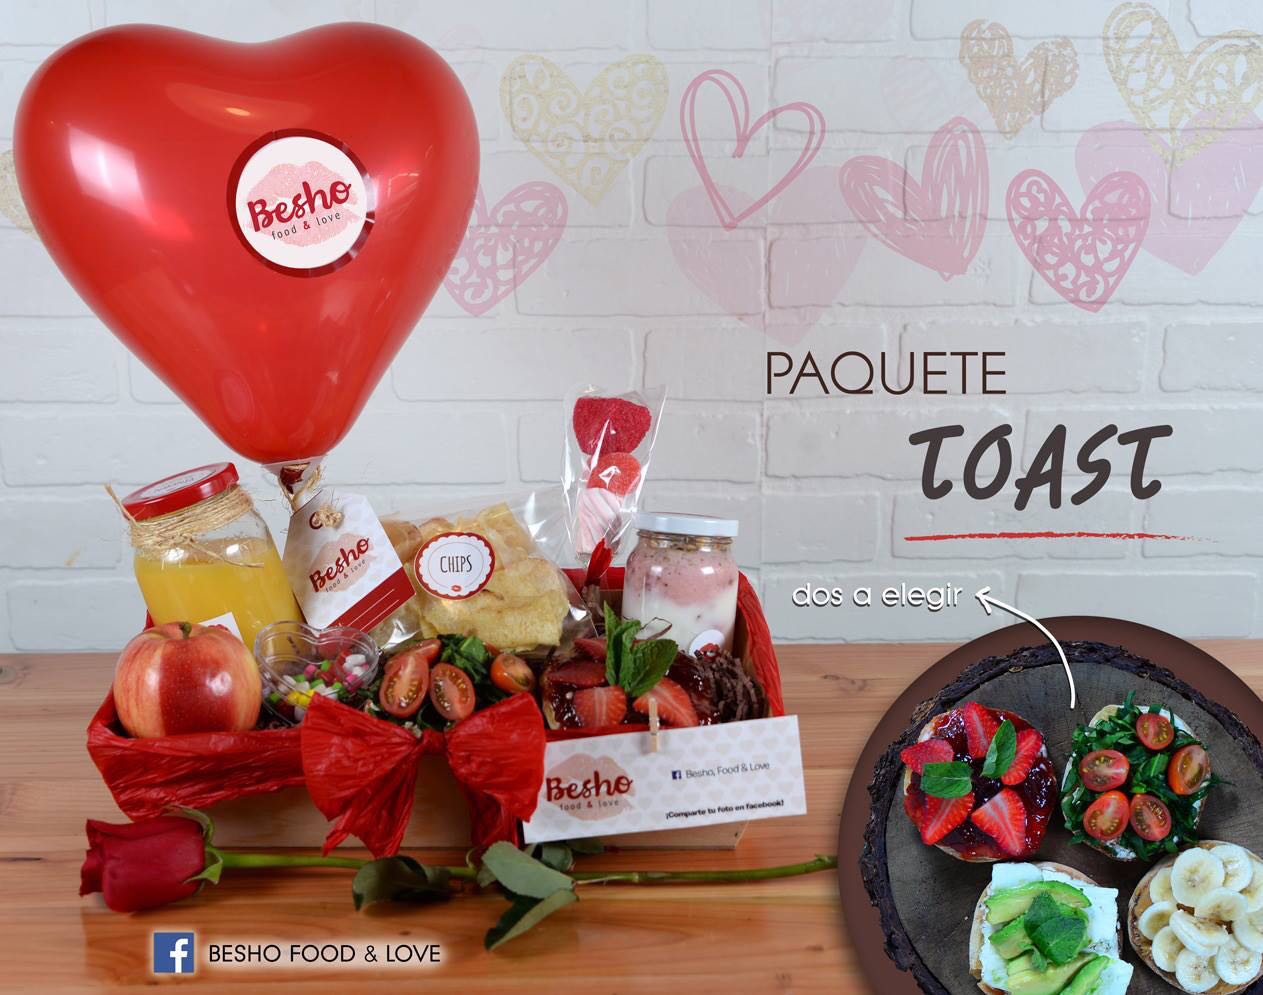 Besho
food & love
PAQUETE
TOAST
dos a elegir
CHIPS
Besho
food & love
Besho
food & love
Besho, Food & Love
¡Comparte tu foto en facebook!
f BESHO FOOD & LOVE